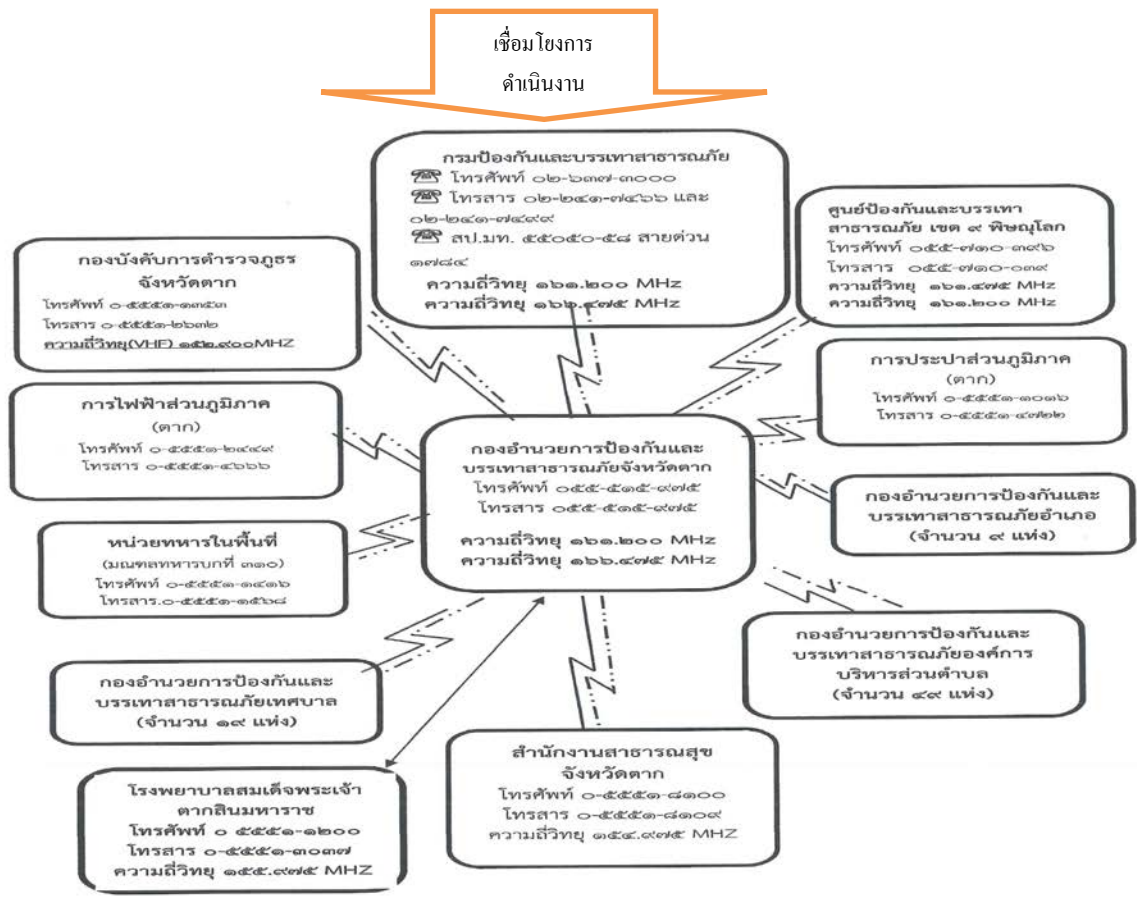 เชื่อมโยงการ
ดำเนินงาน
กรมป้องกันและบรรเทาสาธารณภัย
โทรศัพท์ ๐๒-๖๓๗-๓๐๐๐
โทรสาร ๐๒-๒๔๑-๗๔๖๖ และ
๐๒-๒๔๑-๗๔๙๙
สป.มท. ๕๕๐๕๐-๕๘ สายด่วน
๑๗๘๔
ความถี่วิทยุ ๑๖๑.๒๐๐ MHz
ความถี่วิทยุ ๑๖๖.๔๗๕ MHz
ศูนย์ป้องกันและบรรเทา
สาธารณภัย เขต ๙ พิษณุโลก
โทรศัพท์ ๐๕๕-๗๑๐-๓๙๖
โทรสาร ๐๕๕-๗๑๐-๐๓๙
ความถี่วิทยุ ๑๖๑.๔๗๕ MHz
ความถี่วิทยุ ๑๖๑.๒๐๐ MHz
กองบังคับการตำรวจภูธร
จังหวัดตาก
โทรศัพท์ ๐-๕๕๕๑-๑๓๕๓
โทรสาร ๐-๕๕๕๑-๒๖๓๒
ความถี่วิทยุ(VHF) ๑๕๒.๙๐๐MHZ
การประปาส่วนภูมิภาค
(ตาก)
โทรศัพท์ ๐-๕๕๕๑-๑๐๑๖
โทรสาร ๐-๕๕๕๑-๔๗๒๒
การไฟฟ้าส่วนภูมิภาค
(ตาก)
โทรศัพท์ ๐-๕๕๕๑-๒๔๔๙
โทรสาร ๐-๕๕๕๑-๔๖๖๖
กองอำนวยการป้องกันและ
บรรเทาสาธารณภัยจังหวัดตาก
โทรศัพท์ ๐๕๕-๕๑๕-๙๗๕
โทรสาร ๐๕๕-๕๑๕-๙๗๕
ความถี่วิทยุ ๑๖๑.๒๐๐ MHz
ความถี่วิทยุ ๑๖๖.๔๗๕ MHz
กองอำนวยการป้องกันและ
บรรเทาสาธารณภัยอำเภอ
(จำนวน ๙ แห่ง)
หน่วยทหารในพื้นที่
(มณฑลทหารบกที่ ๓๑๐)
โทรศัพท์ ๐-๕๕๕๑-๑๔๑๖
โทรสาร.๐-๕๕๕๑-๑๕๖๘
กองอำนวยการป้องกันและ
บรรเทาสาธารณภัยองค์การ
บริหารส่วนตำบล
(จำนวน ๔๙ แห่ง)
กองอำนวยการป้องกันและ
บรรเทาสาธารณภัยเทศบาล
(จำนวน ๑๙ แห่ง)
สำนักงานสาธารณสุข
จังหวัดตาก
โทรศัพท์ ๐-๕๕๕๑-๘๑๐๐
โทรสาร ๐-๕๕๕๑-๘๑๐๙
ความถี่วิทยุ ๑๕๔.๙๗๕ MHZ
โรงพยาบาลสมเด็จพระเจ้า
ตากสินมหาราช
โทรศัพท์ ๐ ๕๕๕๑-๑๒๐๐
โทรสาร ๐-๕๕๕๑-๓๐๓๗
ความถี่วิทยุ ๑๕๕.๙๗๕ MHZ